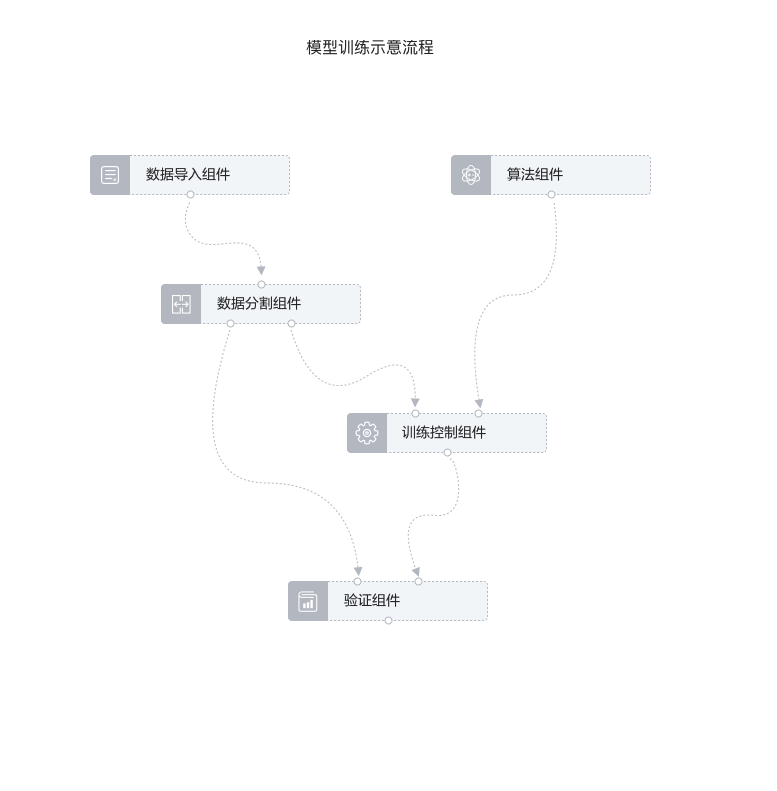 模型训练示意流程
数据导入组件
算法组件
数据分割组件
训练控制组件
验证组件